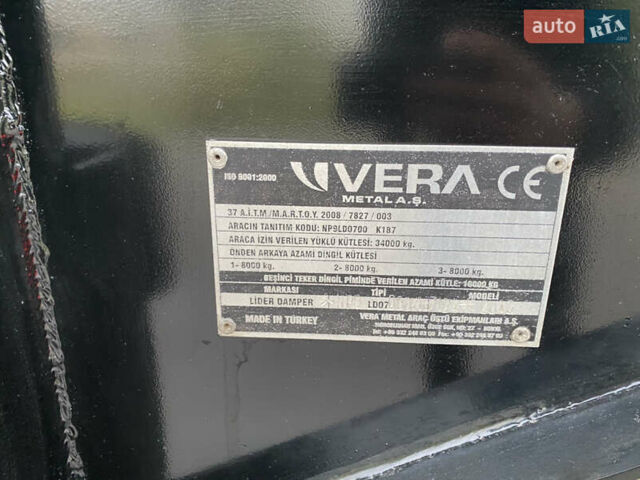 auto RIA .com
ISO 9001:2000 VERA CE
METAL A.Ş.
37 A.İ.T.M./M.A.R.T.O.Y. 2008 / 7827 / 003
ARACIN TANITIM KODU: NP9LD0700 K187
ARACA İZİN VERİLEN YÜKLÜ KÜTLESİ: 34000 kg.
ÖNDEN ARKAYA AZAMİ DİNGİL KÜTLESİ
1- 8000 kg. 2- 8000 kg. 3- 8000 kg.
BEŞİNCİ TEKER DİNGİL PİMİNDE VERİLEN AZAMİ KÜTLE: 16000 KG
MARKASI TİPİ MODELİ
LİDER DAMPER LD07
MADE IN TURKEY VERA METAL ARAÇ ÜSTÜ EKİPMANLARI A.Ş.